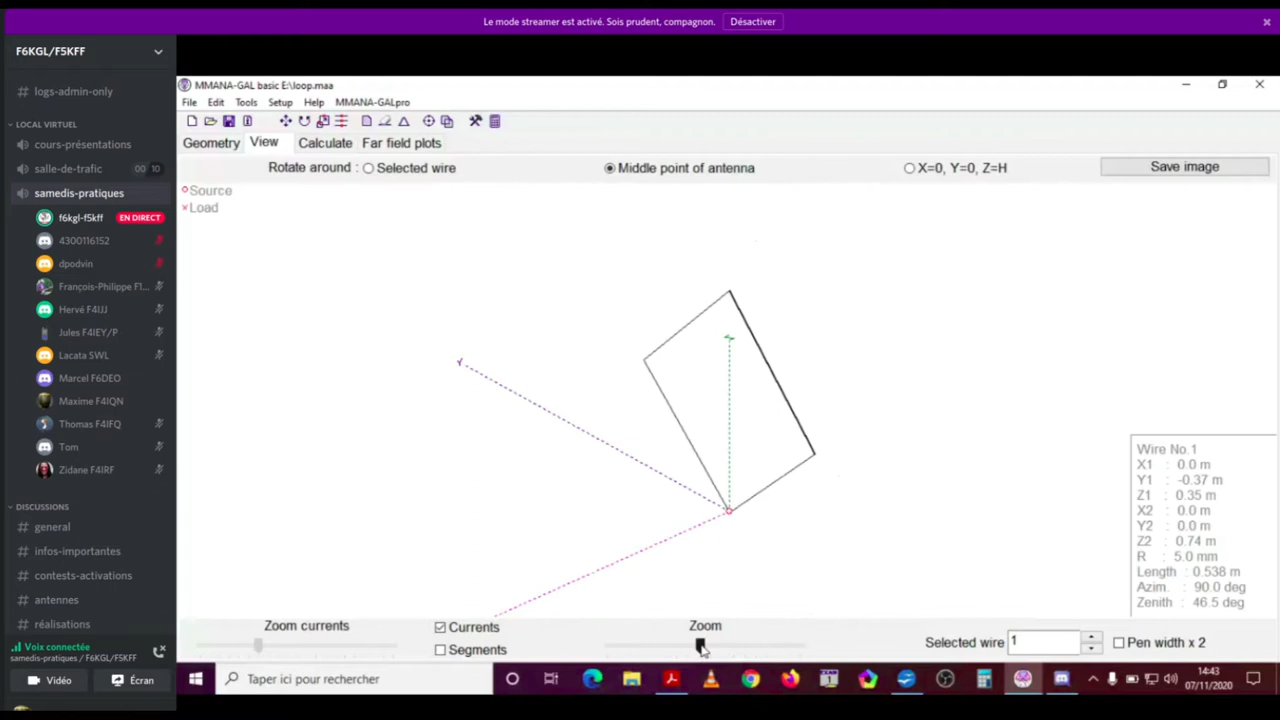 Le mode streamer est activé. Sois prudent, compagnon.
Désactiver
F6KGL/F5KFF
logs-admin-only
LOCAL VIRTUEL
cours-présentations
salle-de-trafic
00 10
samedis-pratiques
f6kgl-f5kff
EN DIRECT
4300116152
dpodvin
François-Philippe F1...
Hervé F4IJJ
Jules F4IEY/P
Lacata SWL
Marcel F6DEO
Maxime F4IQN
Thomas F4IFQ
Tom
Zidane F4IRF
DISCUSSIONS
general
infos-importantes
contests-activations
antennes
réalisations
Voix connectée
samedis-pratiques / F6KGL/F5KFF
Vidéo
Écran
MMANA-GAL basic E:\loop.maa
File Edit Tools Setup Help MMANA-GALpro
Geometry View Calculate Far field plots
Rotate around : Selected wire Middle point of antenna X=0, Y=0, Z=H Save image
Source
Load
Z
Y
Wire No.1
X1 : 0.0 m
Y1 : -0.37 m
Z1 : 0.35 m
X2 : 0.0 m
Y2 : 0.0 m
Z2 : 0.74 m
R : 5.0 mm
Length : 0.538 m
Azim. : 90.0 deg
Zenith : 46.5 deg
Zoom currents
Currents
Segments
Zoom
Selected wire 1
Pen width x 2
Taper ici pour rechercher
14:43
07/11/2020